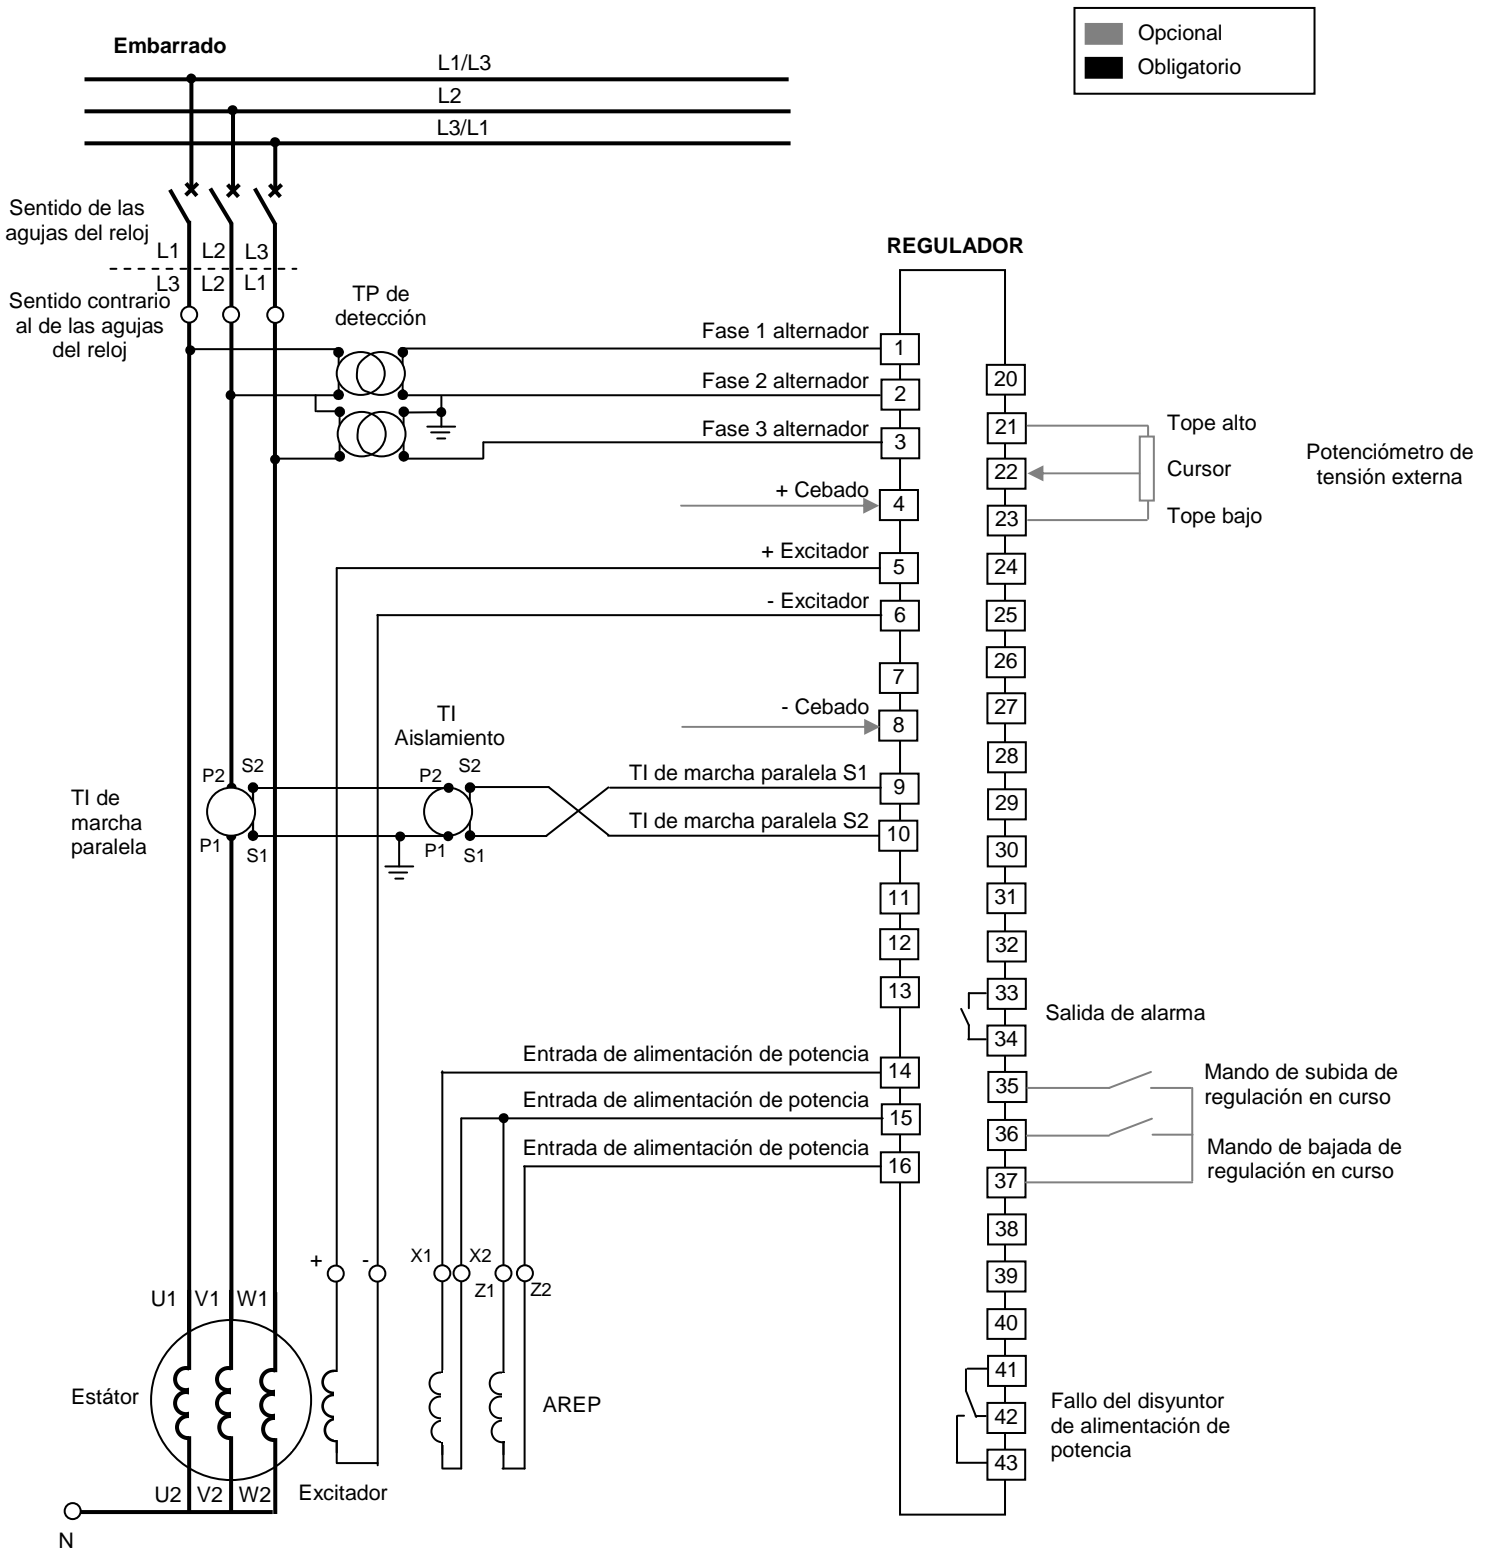 Opcional
Obligatorio
Embarrado
L1/L3
L2
L3/L1
Sentido de las
agujas del reloj
L1 L2 L3
L3 L2 L1
Sentido contrario
al de las agujas
del reloj
TP de
detección
REGULADOR
Fase 1 alternador
1
Fase 2 alternador
2
Fase 3 alternador
3
+ Cebado
4
+ Excitador
5
- Excitador
6
7
- Cebado
8
TI
Aislamiento
TI de
marcha
paralela
P2 S2
P1 S1
P2 S2
P1 S1
TI de marcha paralela S1
9
TI de marcha paralela S2
10
11
12
13
Entrada de alimentación de potencia
14
Entrada de alimentación de potencia
15
Entrada de alimentación de potencia
16
20
21
Tope alto
22
Cursor
23
Tope bajo
Potenciómetro de
tensión externa
24
25
26
27
28
29
30
31
32
33
34
Salida de alarma
35
Mando de subida de
regulación en curso
36
Mando de bajada de
regulación en curso
37
38
39
40
41
42
43
Fallo del disyuntor
de alimentación de
potencia
+ -
X1 X2
Z1 Z2
U1 V1 W1
Estátor
AREP
U2 V2 W2
Excitador
N